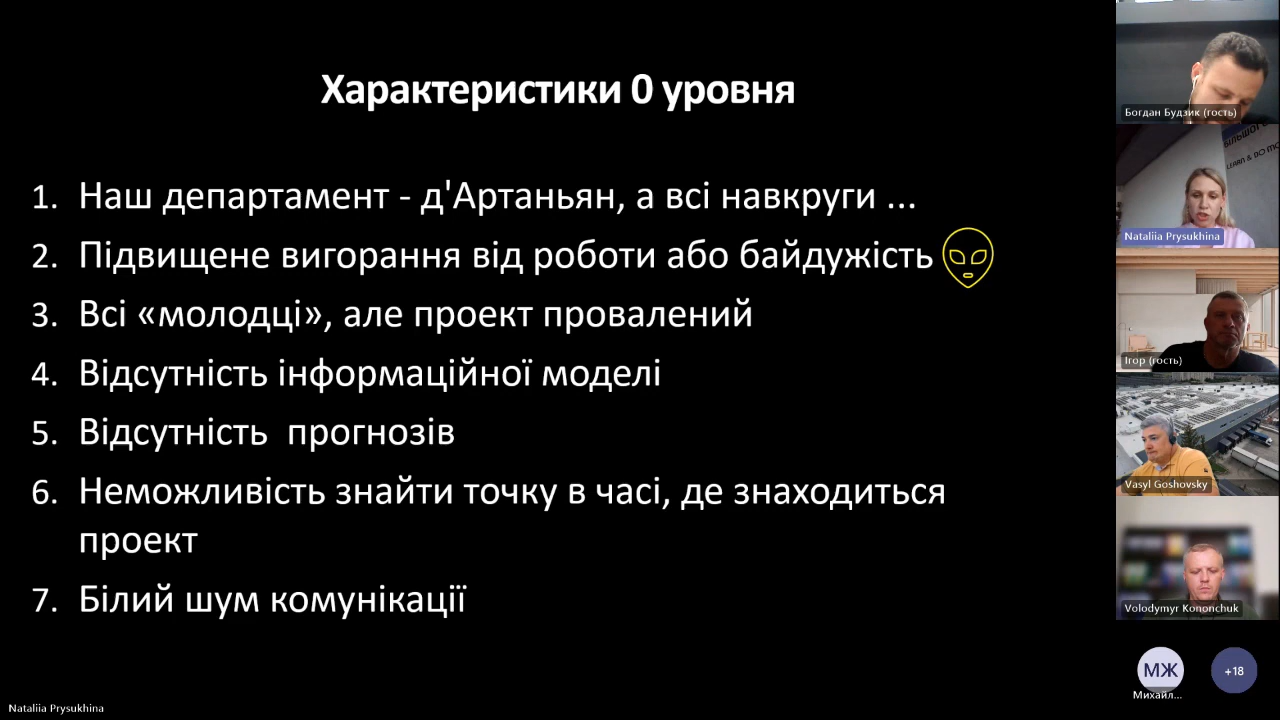 Характеристики 0 уровня
1. Наш департамент - д'Артаньян, а всі навкруги ...
2. Підвищене вигорання від роботи або байдужість
3. Всі «молодці», але проект провалений
4. Відсутність інформаційної моделі
5. Відсутність  прогнозів
6. Неможливість знайти точку в часі, де знаходиться
проект
7. Білий шум комунікації
Nataliia Prysukhina
Богдан Будзик (гость)
LEARN & DO MO
Nataliia Prysukhina
Ігор (гость)
Vasyl Goshovsky
Volodymyr Kononchuk
МЖ
Михайл...
+18